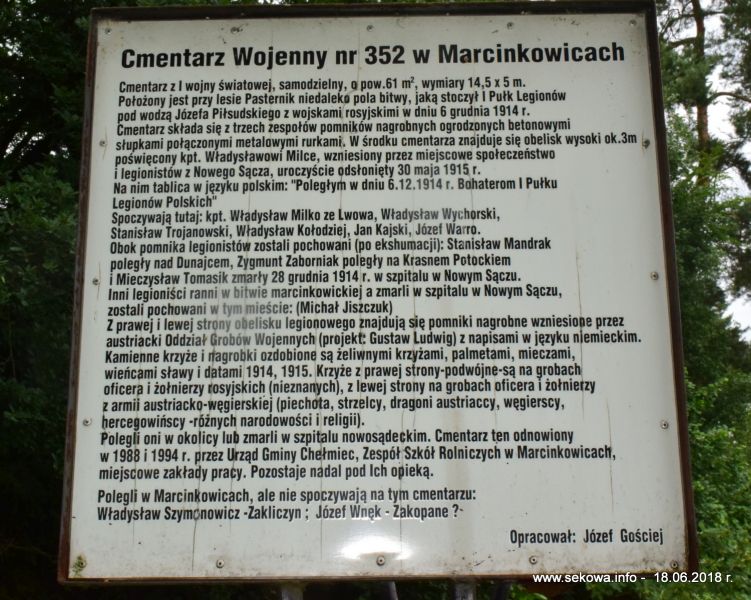 Cmentarz Wojenny nr 352 w Marcinkowicach
Cmentarz z I wojny światowej, samodzielny, o pow.61 m², wymiary 14,5 x 5 m.
Położony jest przy lesie Pasternik niedaleko pola bitwy, jaką stoczył I Pułk Legionów
pod wodzą Józefa Piłsudskiego z wojskami rosyjskimi w dniu 6 grudnia 1914 r.
Cmentarz składa się z trzech zespołów pomników nagrobnych ogrodzonych betonowymi
słupkami połączonymi metalowymi rurkami. W środku cmentarza znajduje się obelisk wysoki ok.3m
poświęcony kpt. Władysławowi Milce, wzniesiony przez miejscowe społeczeństwo
i legionistów z Nowego Sącza, uroczyście odsłonięty 30 maja 1915 r.
Na nim tablica w języku polskim: "Poległym w dniu 6.12.1914 r. Bohaterom I Pułku
Legionów Polskich"
Spoczywają tutaj: kpt. Władysław Milko ze Lwowa, Władysław Wychorski,
Stanisław Trojanowski, Władysław Kołodziej, Jan Kajski, Józef Warro.
Obok pomnika legionistów zostali pochowani (po ekshumacji): Stanisław Mandrak
poległy nad Dunajcem, Zygmunt Zaborniak poległy na Krasnem Potockiem
i Mieczysław Tomasik zmarły 28 grudnia 1914 r. w szpitalu w Nowym Sączu.
Inni legioniści ranni w bitwie marcinkowickiej a zmarli w szpitalu w Nowym Sączu,
zostali pochowani w tym mieście: (Michał Jiszczuk)
Z prawej i lewej strony obelisku legionowego znajdują się pomniki nagrobne wzniesione przez
austriacki Oddział Grobów Wojennych (projekt: Gustaw Ludwig) z napisami w języku niemieckim.
Kamienne krzyże i nagrobki ozdobione są żeliwnymi krzyżami, palmetami, mieczami,
wieńcami sławy i datami 1914, 1915. Krzyże z prawej strony-podwójne-są na grobach
oficera i żołnierzy rosyjskich (nieznanych), z lewej strony na grobach oficera i żołnierzy
z armii austriacko-węgierskiej (piechota, strzelcy, dragoni austriaccy, węgierscy,
hercegowińscy -różnych narodowości i religii).
Polegli oni w okolicy lub zmarli w szpitalu nowosądeckim. Cmentarz ten odnowiony
w 1988 i 1994 r. przez Urząd Gminy Chełmiec, Zespół Szkół Rolniczych w Marcinkowicach,
miejscowe zakłady pracy. Pozostaje nadal pod Ich opieką.
Polegli w Marcinkowicach, ale nie spoczywają na tym cmentarzu:
Władysław Szymonowicz -Zakliczyn ; Józef Wnęk - Zakopane ?
Opracował: Józef Gościej
www.sekowa.info - 18.06.2018 r.